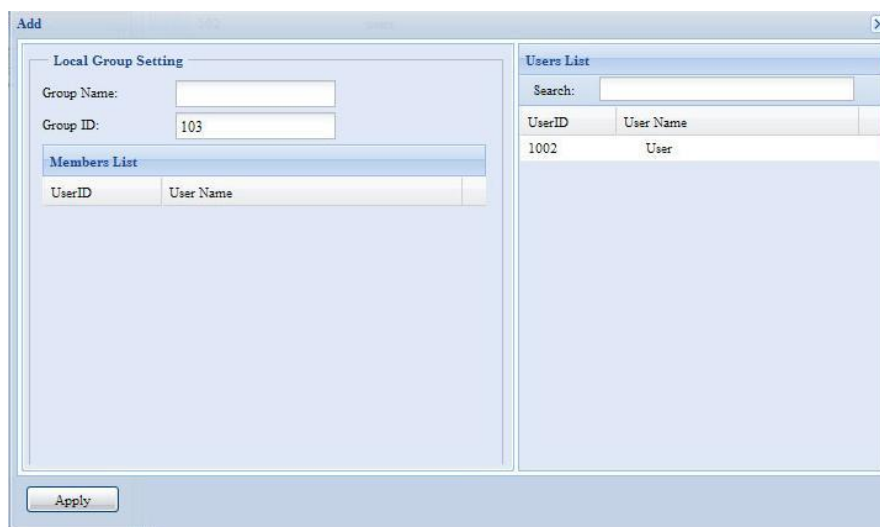 Add
Local Group Setting
Group Name:
Group ID: 103
Members List
UserID User Name
Users List
Search:
UserID User Name
1002 User
Apply